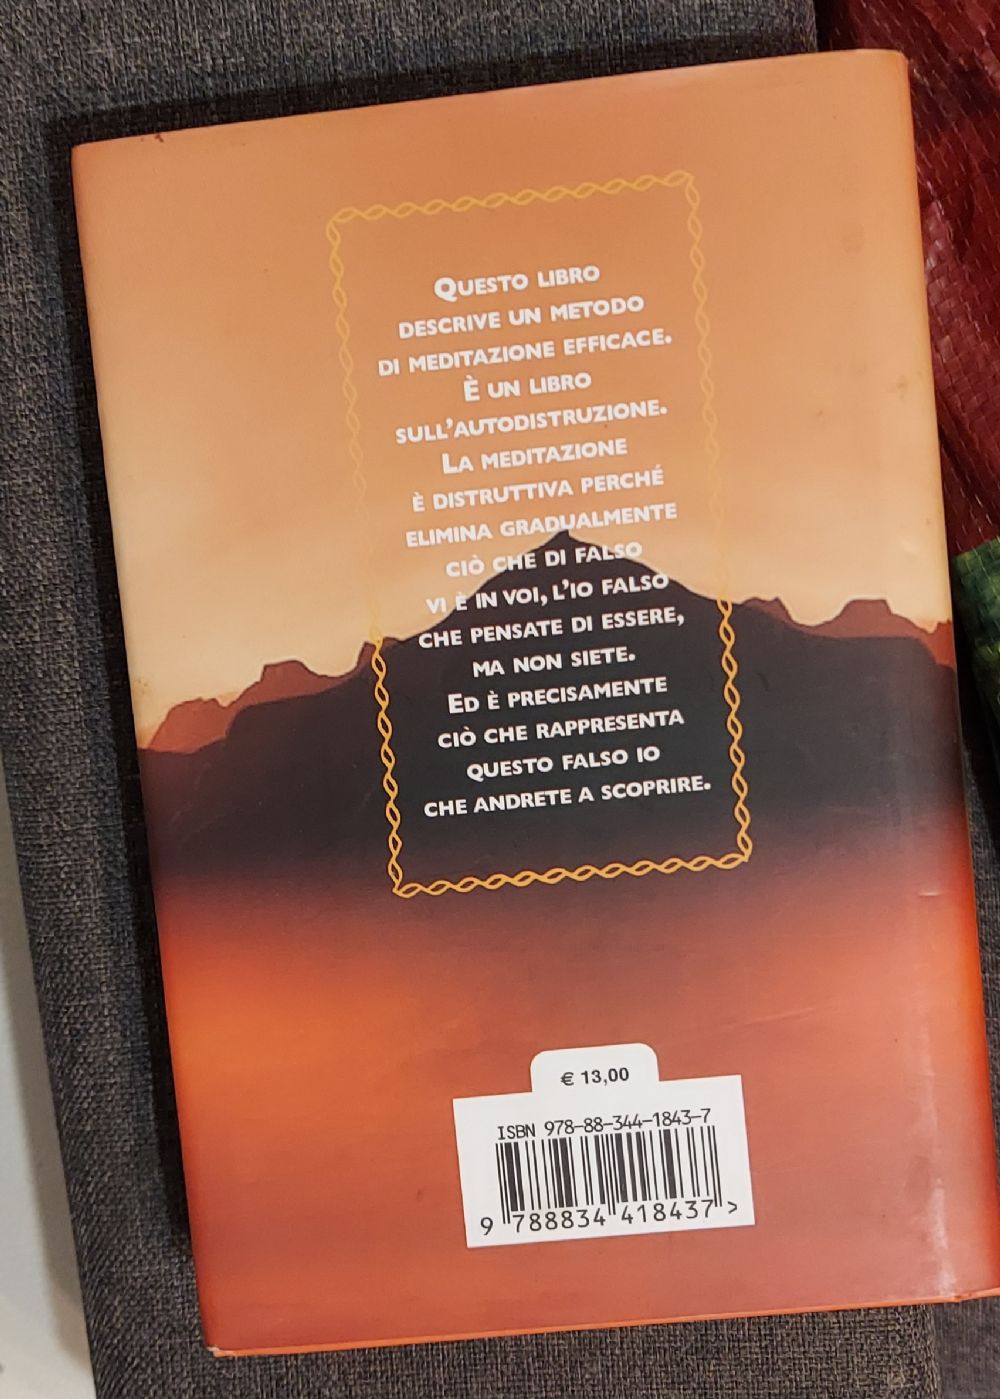 QUESTO LIBRO
DESCRIVE UN METODO
DI MEDITAZIONE EFFICACE.
È UN LIBRO
SULL'AUTODISTRUZIONE.
LA MEDITAZIONE
È DISTRUTTIVA PERCHÉ
ELIMINA GRADUALMENTE
CIÒ CHE DI FALSO
VI È IN VOI, L'IO FALSO
CHE PENSATE DI ESSERE,
MA NON SIETE.
ED È PRECISAMENTE
CIÒ CHE RAPPRESENTA
QUESTO FALSO IO
CHE ANDRETE A SCOPRIRE.
€ 13,00
ISBN 978-88-344-1843-7
9 788834 418437 >